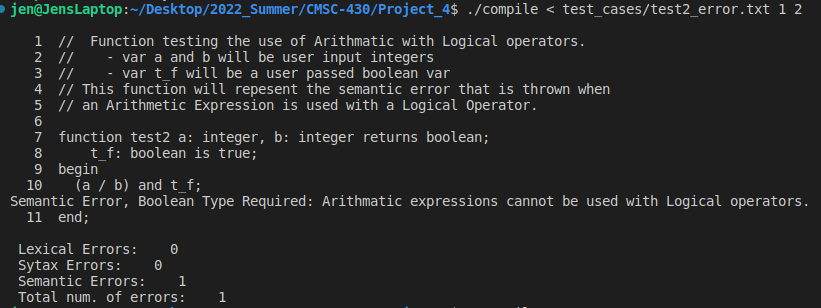 jen@JensLaptop:~/Desktop/2022_Summer/CMSC-430/Project_4$ ./compile < test_cases/test2_error.txt 1 2
1 // Function testing the use of Arithmatic with Logical operators.
2 // - var a and b will be user input integers
3 // - var t_f will be a user passed boolean var
4 // This function will repesent the semantic error that is thrown when
5 // an Arithmetic Expression is used with a Logical Operator.
6
7 function test2 a: integer, b: integer returns boolean;
8 t_f: boolean is true;
9 begin
10 (a / b) and t_f;
Semantic Error, Boolean Type Required: Arithmatic expressions cannot be used with Logical operators.
11 end;
Lexical Errors: 0
Sytax Errors: 0
Semantic Errors: 1
Total num. of errors: 1